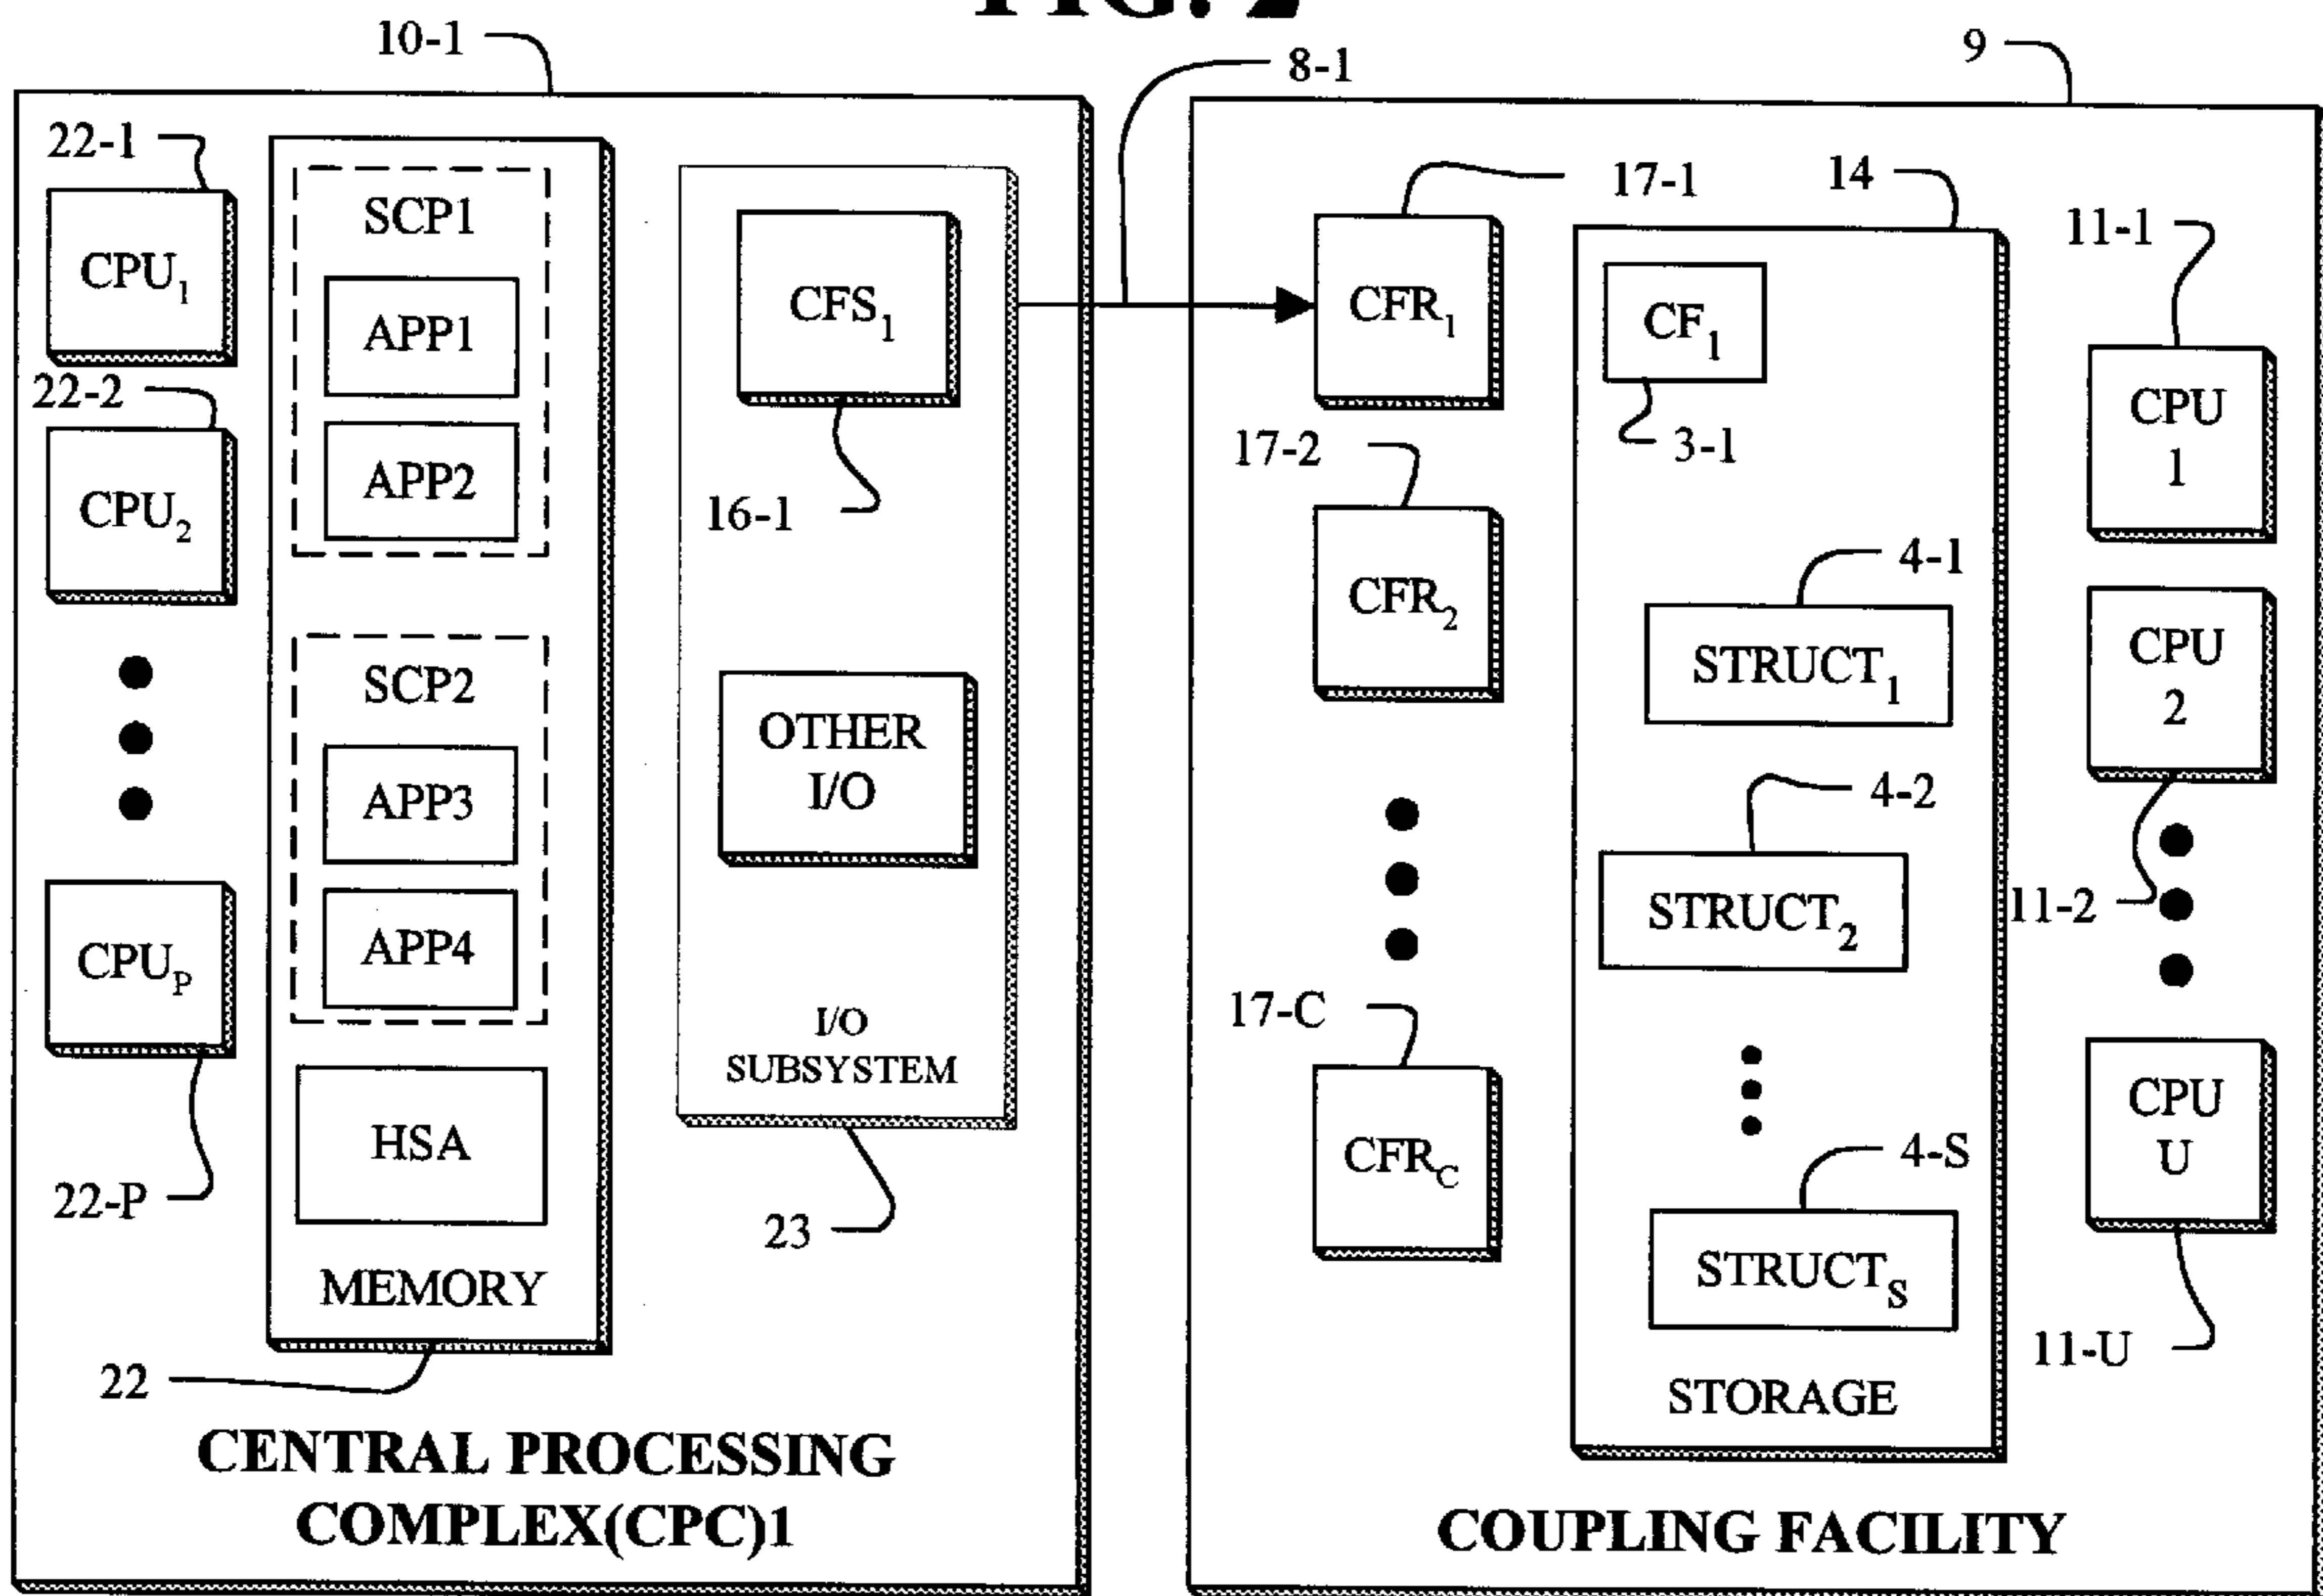 FIG. 2
10-1
8-1
9
22-1
CPU1
22-2
CPU2
CPUP
22-P
SCP1
APP1
APP2
SCP2
APP3
APP4
HSA
MEMORY
22
CFS1
16-1
OTHER
I/O
I/O
SUBSYSTEM
23
CENTRAL PROCESSING
COMPLEX(CPC)1
17-1
CFR1
17-2
CFR2
17-C
CFRC
14
CF1
3-1
4-1
STRUCT1
4-2
STRUCT2
4-S
STRUCTS
STORAGE
11-1
CPU
1
CPU
2
11-2
CPU
U
11-U
COUPLING FACILITY